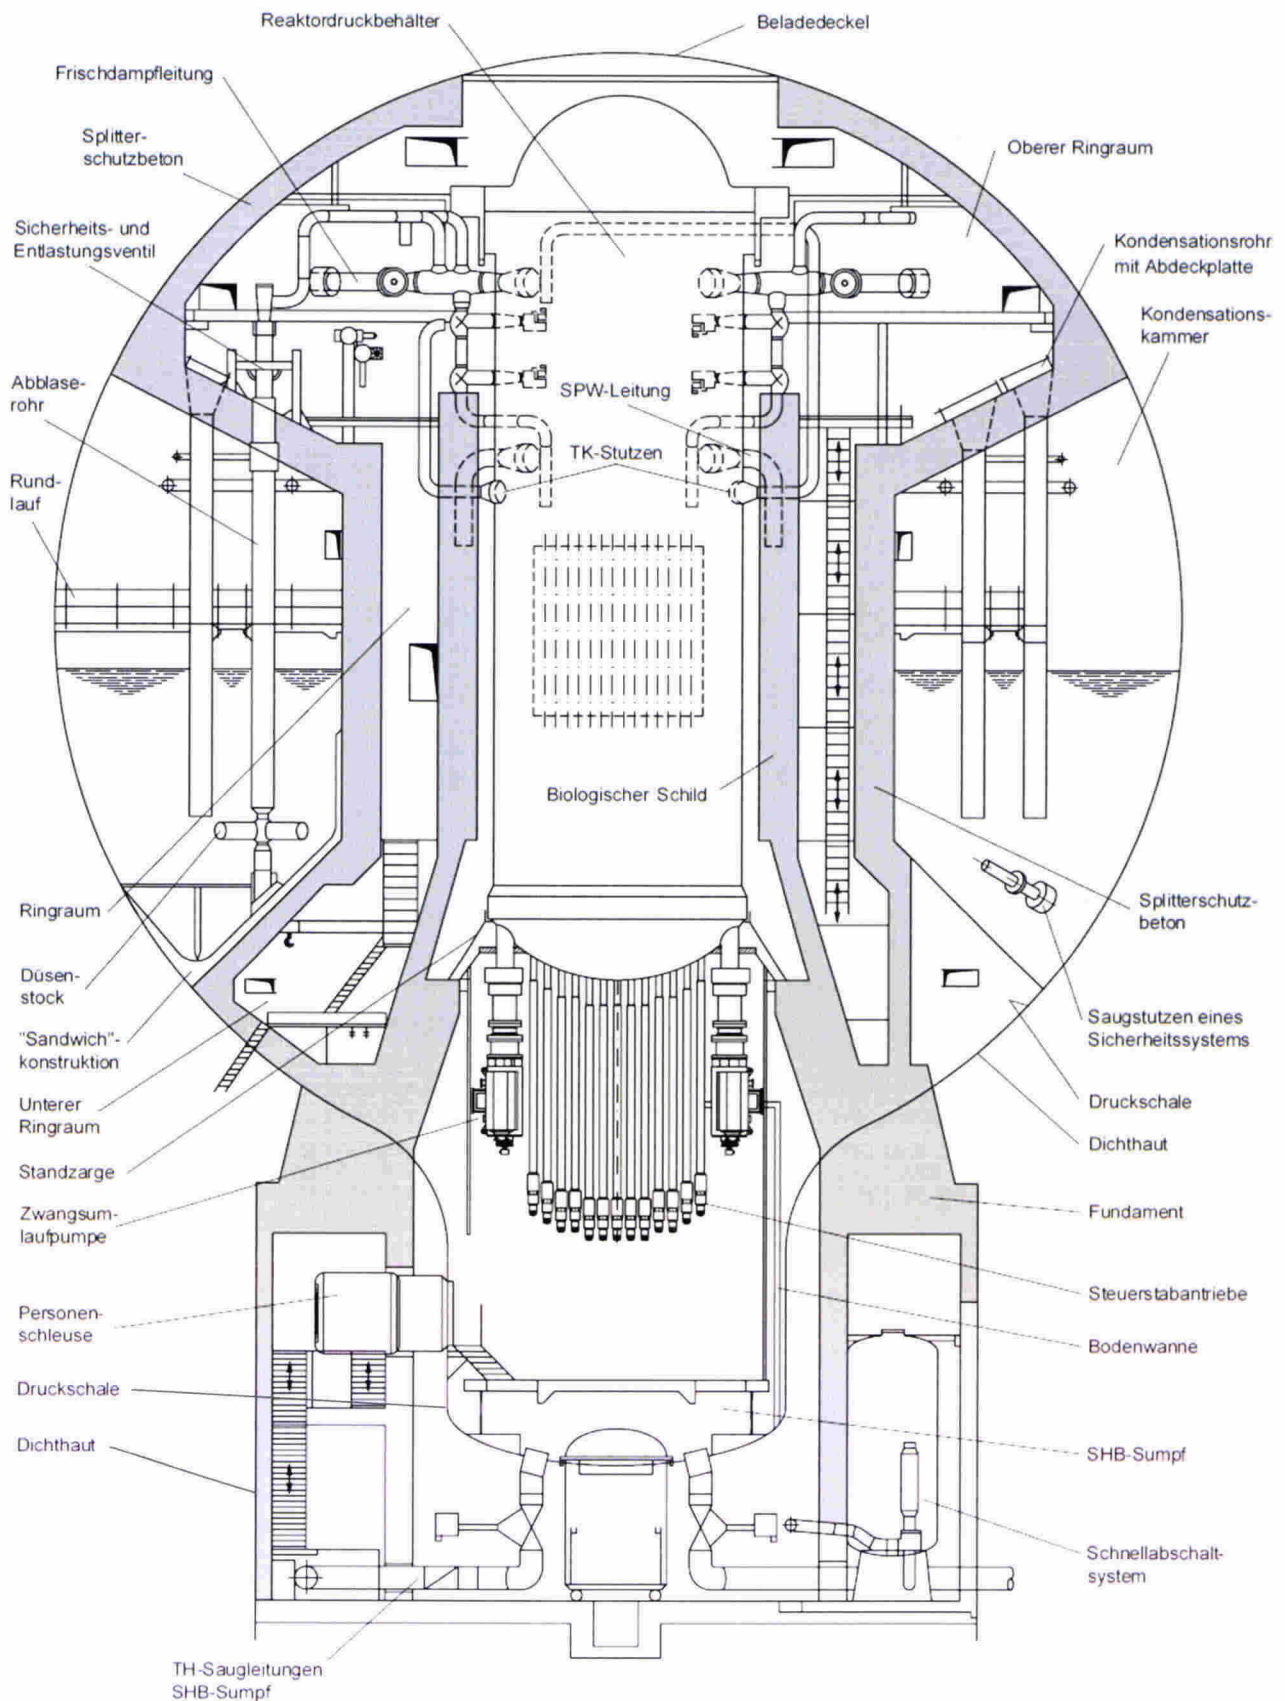 Reaktordruckbehälter
Beladedeckel
Frischdampfleitung
Splitter-
schutzbeton
Oberer Ringraum
Sicherheits- und
Entlastungsventil
Kondensationsrohr
mit Abdeckplatte
Kondensations-
kammer
Abblase-
rohr
SPW-Leitung
TK-Stutzen
Rund-
lauf
Biologischer Schild
Ringraum
Splitterschutz-
beton
Düsen-
stock
"Sandwich"-
konstruktion
Saugstutzen eines
Sicherheitssystems
Unterer
Ringraum
Druckschale
Dichthaut
Standzarge
Zwangsum-
laufpumpe
Fundament
Steuerstabantriebe
Personen-
schleuse
Bodenwanne
Druckschale
Dichthaut
SHB-Sumpf
Schnellabschalt-
system
TH-Saugleitungen
SHB-Sumpf